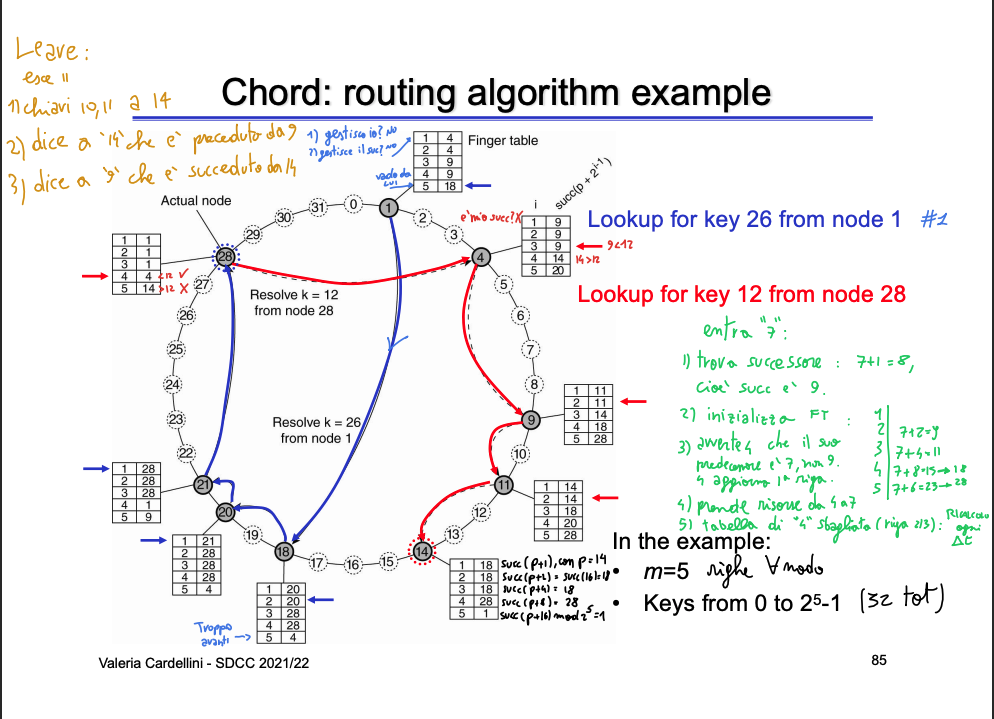 Leave:
esce 11
1) chiavi 10,11 a 14
2) dice a "14" che e' preceduto da 9
3) dice a "9" che e' succeduto da 14
Chord: routing algorithm example
1) gestisco io? NO
2) gestisce il suc? NO
vado da lui
1 4
2 4
3 9
4 9
5 18
Finger table
Actual node
i succ(p + 2^(i-1))
e' mio succ? X
1 9
2 9
3 9
4 14
5 20
9<12
14>12
Lookup for key 26 from node 1 #1
Lookup for key 12 from node 28
1 1
2 1
3 1
4 4 <12 ✓
5 14 >12 X
0
1
2
3
4
5
6
7
8
9
10
11
12
13
14
15
16
17
18
19
20
21
22
23
24
25
26
27
28
29
30
31
Resolve k = 12
from node 28
Resolve k = 26
from node 1
entra "7":
1) trova successore : 7+1=8,
cioe' succ e' 9.
2) inizializza FT :
1
2 7+2=9
3 7+4=11
4 7+8=15→18
5 7+6=23→28
3) avverte 4 che il suo
predecessore e' 7, non 9.
4 aggiorna 1ª riga.
4) prende risorse da 4 a 7
5) tabella di "4" sbagliata (riga 2/3):
Ricalcolo
ogni
Δt
1 11
2 11
3 14
4 18
5 28
1 14
2 14
3 18
4 20
5 28
1 28
2 28
3 28
4 1
5 9
1 21
2 28
3 28
4 28
5 4
1 20
2 20
3 28
4 28
5 4
Troppo
avanti →
1 18 succ(p+1), con p=14
2 18 succ(p+2) = succ(16)=18
3 18 succ(p+4) = 18
4 28 succ(p+8) = 28
5 1 succ(p+16) mod 2^5 = 1
In the example:
• m=5 righe ∀ nodo
• Keys from 0 to 2⁵-1 (32 tot)
Valeria Cardellini - SDCC 2021/22
85